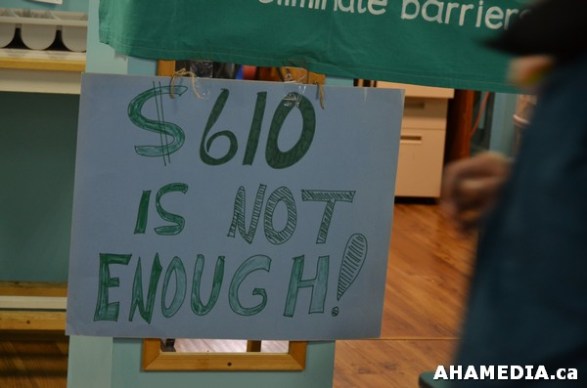 eliminate barriers
$610
IS NOT
ENOUGH!
AHAMEDIA.ca